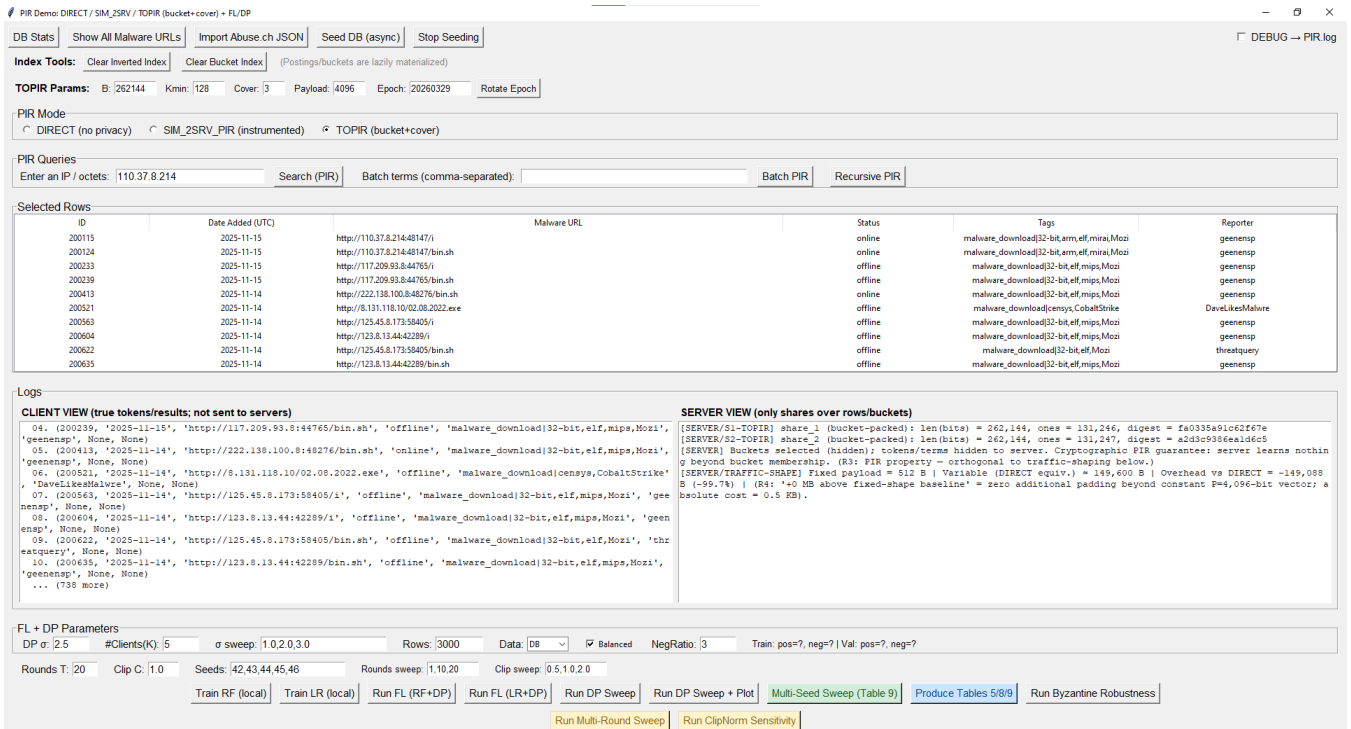 PIR Demo: DIRECT / SIM_2SRV / TOPIR (bucket+cover) + FL/DP
DB Stats Show All Malware URLs Import Abuse.ch JSON Seed DB (async) Stop Seeding DEBUG → PIR.log
Index Tools: Clear Inverted Index Clear Bucket Index (Postings/buckets are lazily materialized)
TOPIR Params: B: 262144 Kmin: 128 Cover: 3 Payload: 4096 Epoch: 20260329 Rotate Epoch
PIR Mode
DIRECT (no privacy) SIM_2SRV_PIR (instrumented) TOPIR (bucket+cover)
PIR Queries
Enter an IP / octets: 110.37.8.214 Search (PIR) Batch terms (comma-separated): Batch PIR Recursive PIR
Selected Rows
ID Date Added (UTC) Malware URL Status Tags Reporter
200115 2025-11-15 http://110.37.8.214:48147/i online malware_download|32-bit,arm,elf,mirai,Mozi geenensp
200124 2025-11-15 http://110.37.8.214:48147/bin.sh online malware_download|32-bit,arm,elf,mirai,Mozi geenensp
200233 2025-11-15 http://117.209.93.8:44765/i offline malware_download|32-bit,elf,mips,Mozi geenensp
200239 2025-11-15 http://117.209.93.8:44765/bin.sh offline malware_download|32-bit,elf,mips,Mozi geenensp
200413 2025-11-14 http://222.138.100.8:48276/bin.sh online malware_download|32-bit,elf,mips,Mozi geenensp
200521 2025-11-14 http://8.131.118.10/02.08.2022.exe offline malware_download|censys,CobaltStrike DaveLikesMalwre
200563 2025-11-14 http://125.45.8.173:58405/i offline malware_download|32-bit,elf,mips,Mozi geenensp
200604 2025-11-14 http://123.8.13.44:42289/i offline malware_download|32-bit,elf,mips,Mozi geenensp
200622 2025-11-14 http://125.45.8.173:58405/bin.sh offline malware_download|32-bit,elf,Mozi threatquery
200635 2025-11-14 http://123.8.13.44:42289/bin.sh offline malware_download|32-bit,elf,mips,Mozi geenensp
Logs
CLIENT VIEW (true tokens/results; not sent to servers)
04. (200239, '2025-11-15', 'http://117.209.93.8:44765/bin.sh', 'offline', 'malware_download|32-bit,elf,mips,Mozi',
'geenensp', None, None)
05. (200413, '2025-11-14', 'http://222.138.100.8:48276/bin.sh', 'online', 'malware_download|32-bit,elf,mips,Mozi',
'geenensp', None, None)
06. (200521, '2025-11-14', 'http://8.131.118.10/02.08.2022.exe', 'offline', 'malware_download|censys,CobaltStrike'
, 'DaveLikesMalwre', None, None)
07. (200563, '2025-11-14', 'http://125.45.8.173:58405/i', 'offline', 'malware_download|32-bit,elf,mips,Mozi', 'gee
nensp', None, None)
08. (200604, '2025-11-14', 'http://123.8.13.44:42289/i', 'offline', 'malware_download|32-bit,elf,mips,Mozi', 'geen
ensp', None, None)
09. (200622, '2025-11-14', 'http://125.45.8.173:58405/bin.sh', 'offline', 'malware_download|32-bit,elf,Mozi', 'thr
eatquery', None, None)
10. (200635, '2025-11-14', 'http://123.8.13.44:42289/bin.sh', 'offline', 'malware_download|32-bit,elf,mips,Mozi',
'geenensp', None, None)
... (738 more)
SERVER VIEW (only shares over rows/buckets)
[SERVER/S1-TOPIR] share_1 (bucket-packed): len(bits) = 262,144, ones = 131,246, digest = fa0335a91c62f67e
[SERVER/S2-TOPIR] share_2 (bucket-packed): len(bits) = 262,144, ones = 131,247, digest = a2d3c9386ea1d6c5
[SERVER] Buckets selected (hidden); tokens/terms hidden to server. Cryptographic PIR guarantee: server learns nothin
g beyond bucket membership. (R3: PIR property — orthogonal to traffic-shaping below.)
[SERVER/TRAFFIC-SHAPE] Fixed payload = 512 B | Variable (DIRECT equiv.) ≈ 149,600 B | Overhead vs DIRECT = -149,088
B (-99.7%) | (R4: '+0 MB above fixed-shape baseline' = zero additional padding beyond constant P=4,096-bit vector; a
bsolute cost = 0.5 KB).
FL + DP Parameters
DP σ: 2.5 #Clients(K): 5 σ sweep: 1.0,2.0,3.0 Rows: 3000 Data: DB Balanced NegRatio: 3 Train: pos=?, neg=? | Val: pos=?, neg=?
Rounds T: 20 Clip C: 1.0 Seeds: 42,43,44,45,46 Rounds sweep: 1,10,20 Clip sweep: 0.5,1.0,2.0
Train RF (local) Train LR (local) Run FL (RF+DP) Run FL (LR+DP) Run DP Sweep Run DP Sweep + Plot Multi-Seed Sweep (Table 9) Produce Tables 5/8/9 Run Byzantine Robustness
Run Multi-Round Sweep Run ClipNorm Sensitivity